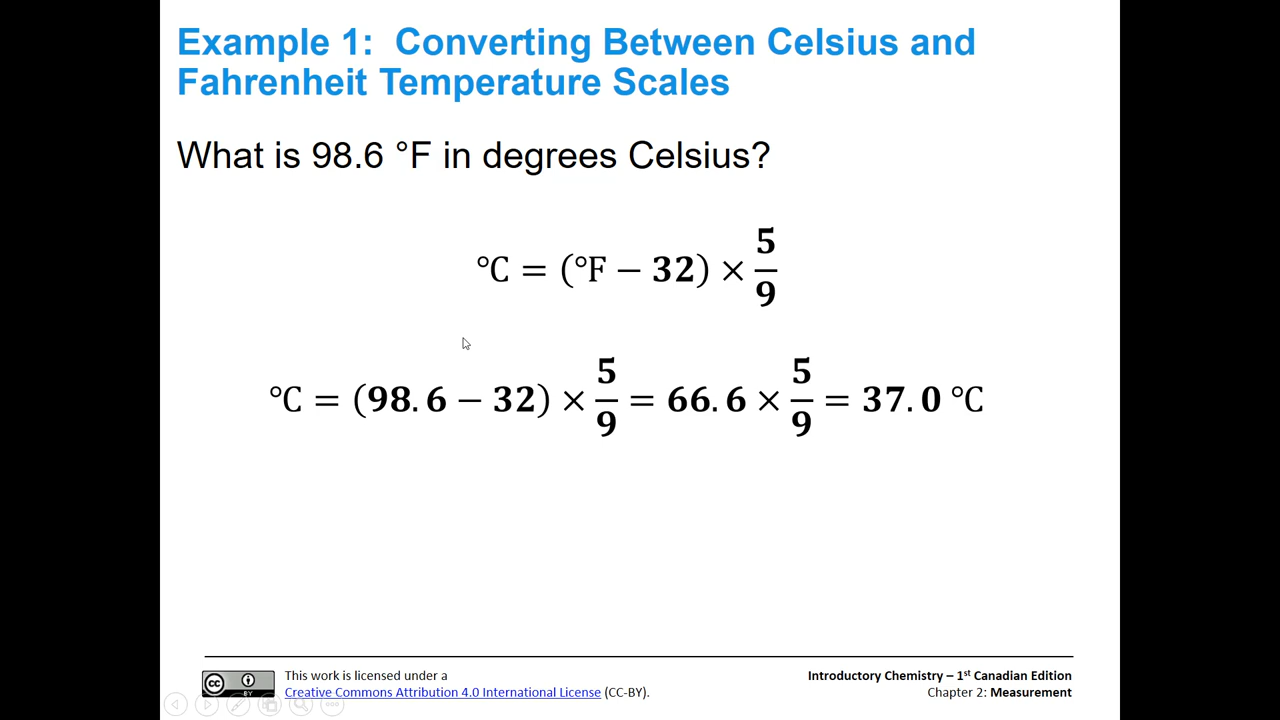 Example 1:  Converting Between Celsius and
Fahrenheit Temperature Scales
What is 98.6 °F in degrees Celsius?
℃ = (℉ − 32) × 5/9
℃ = (98.6 − 32) × 5/9 = 66.6 × 5/9 = 37.0 ℃
cc BY
This work is licensed under a
Creative Commons Attribution 4.0 International License (CC-BY).
Introductory Chemistry – 1st Canadian Edition
Chapter 2: Measurement